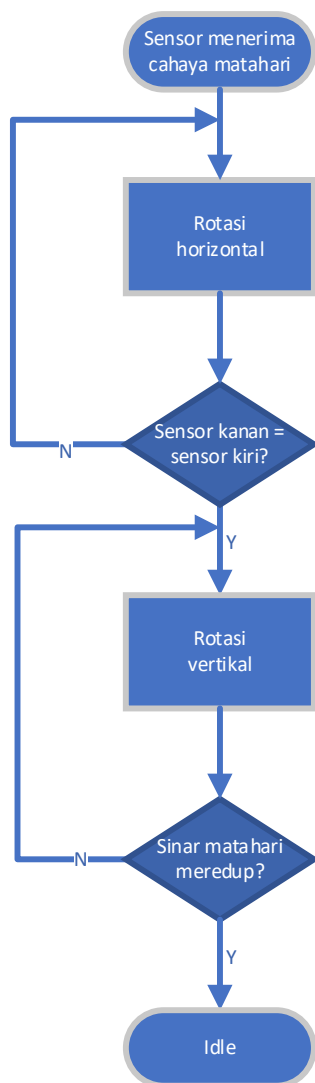 Sensor menerima
cahaya matahari
Rotasi
horizontal
Sensor kanan =
sensor kiri?
N
Y
Rotasi
vertikal
Sinar matahari
meredup?
N
Y
Idle